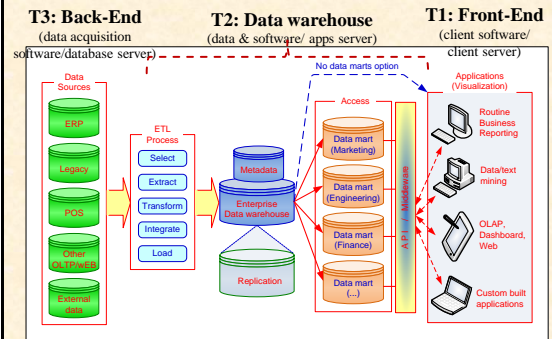 T3: Back-End
(data acquisition
software/database server)
T2: Data warehouse
(data & software/ apps server)
T1: Front-End
(client software/
client server)
No data marts option
Data
Sources
ERP
Legacy
POS
Other
OLTP/wEB
External
data
ETL
Process
Select
Extract
Transform
Integrate
Load
Metadata
Enterprise
Data warehouse
Replication
Access
Data mart
(Marketing)
Data mart
(Engineering)
Data mart
(Finance)
Data mart
(...)
A P I / Middleware
Applications
(Visualization)
Routine
Business
Reporting
Data/text
mining
OLAP,
Dashboard,
Web
Custom built
applications